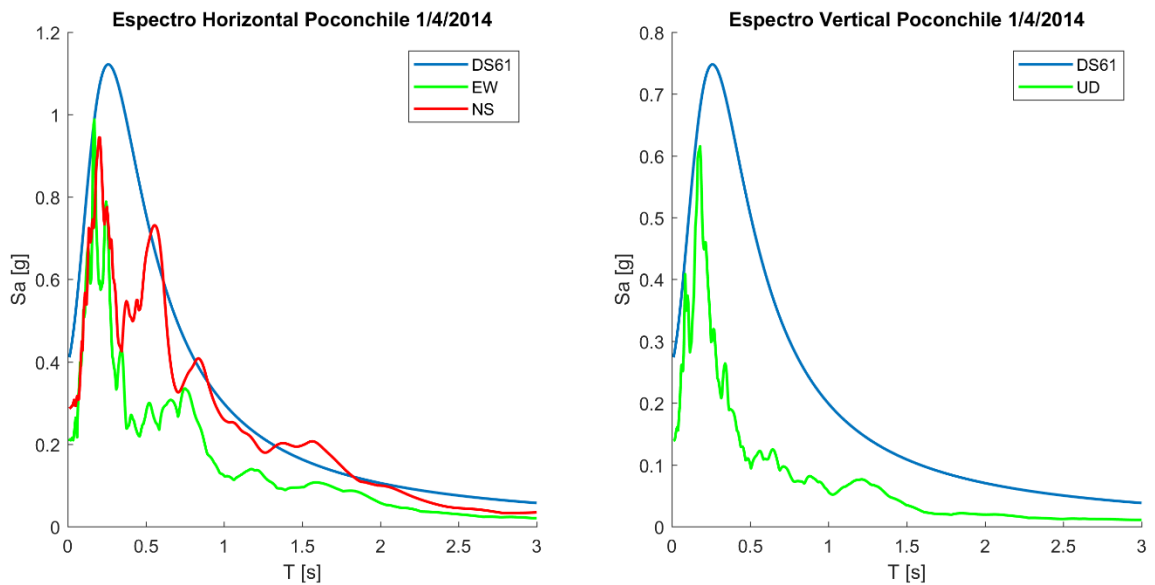 Espectro Horizontal Poconchile 1/4/2014
DS61
EW
NS
Sa [g]
1.2
1
0.8
0.6
0.4
0.2
0
0
0.5
1
1.5
2
2.5
3
T [s]
Espectro Vertical Poconchile 1/4/2014
DS61
UD
Sa [g]
0.8
0.7
0.6
0.5
0.4
0.3
0.2
0.1
0
0
0.5
1
1.5
2
2.5
3
T [s]